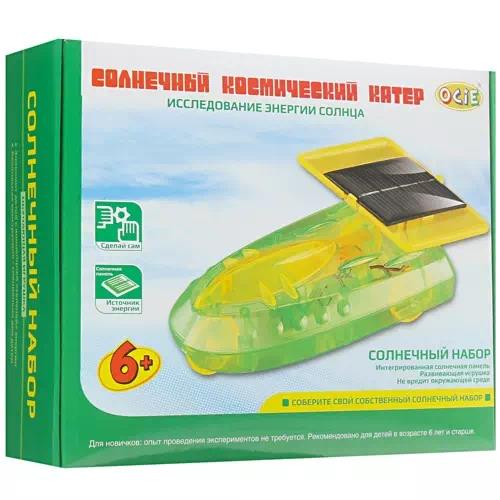 СОЛНЕЧНЫЙ КОСМИЧЕСКИЙ КАТЕР
OCIE
ИССЛЕДОВАНИЕ ЭНЕРГИИ СОЛНЦА
Сделай сам
Солнечная
панель
Источник
энергии
6+
СОЛНЕЧНЫЙ НАБОР
Интегрированная солнечная панель
Развивающая игрушка
Не вредит окружающей среде
СОБЕРИТЕ СВОЙ СОБСТВЕННЫЙ СОЛНЕЧНЫЙ НАБОР
Для новичков: опыт проведения экспериментов не требуется. Рекомендовано для детей в возрасте 6 лет и старше.
СОЛНЕЧНЫЙ НАБОР